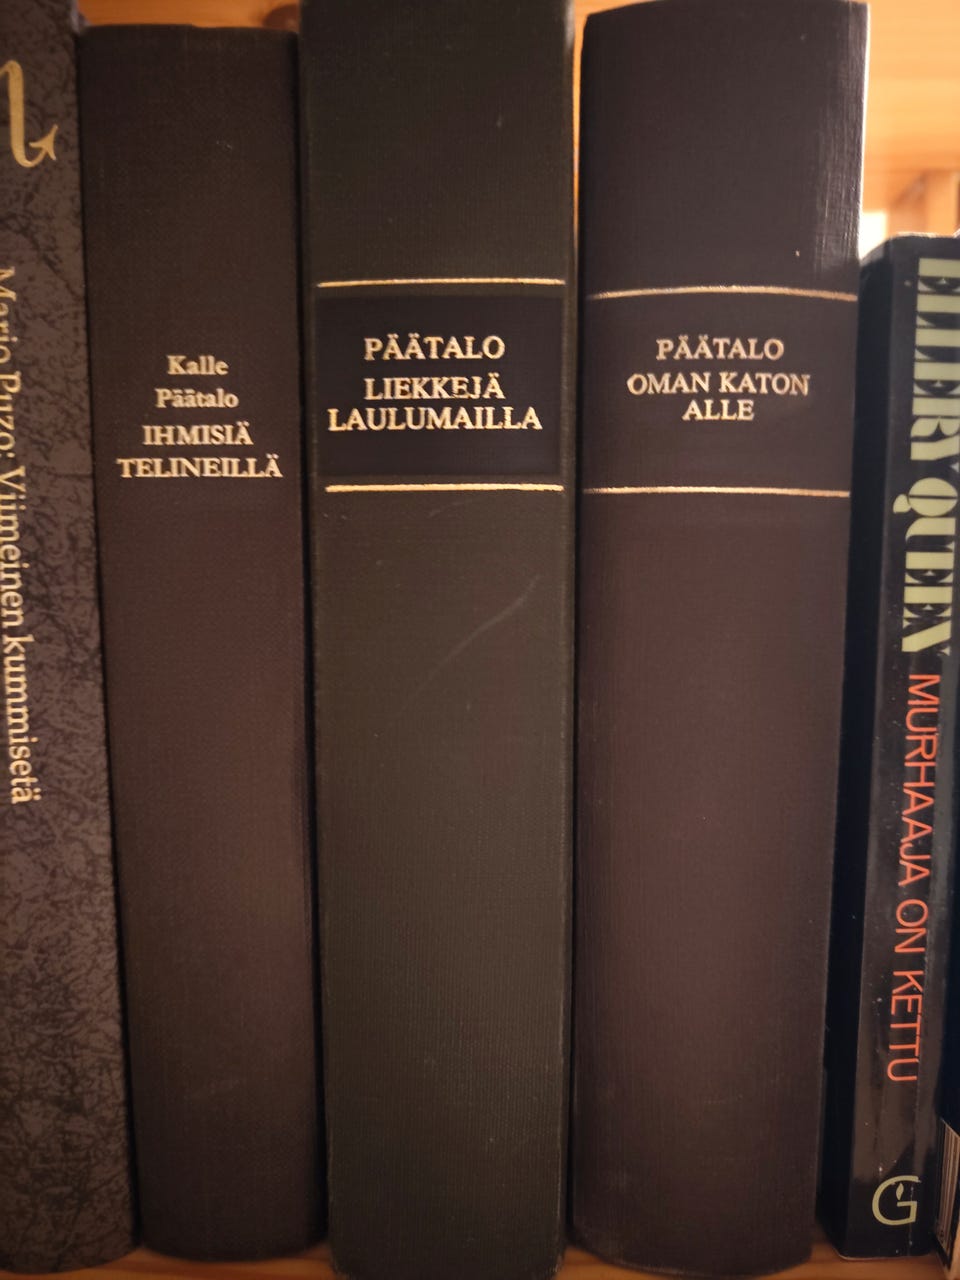 Mario Puzo: Viimeinen kummisetä
Kalle
Päätalo
IHMISIÄ
TELINEILLÄ
PÄÄTALO
LIEKKEJÄ
LAULUMAILLA
PÄÄTALO
OMAN KATON
ALLE
ELLERY QUEEN
MURHAAJA ON KETTU
G